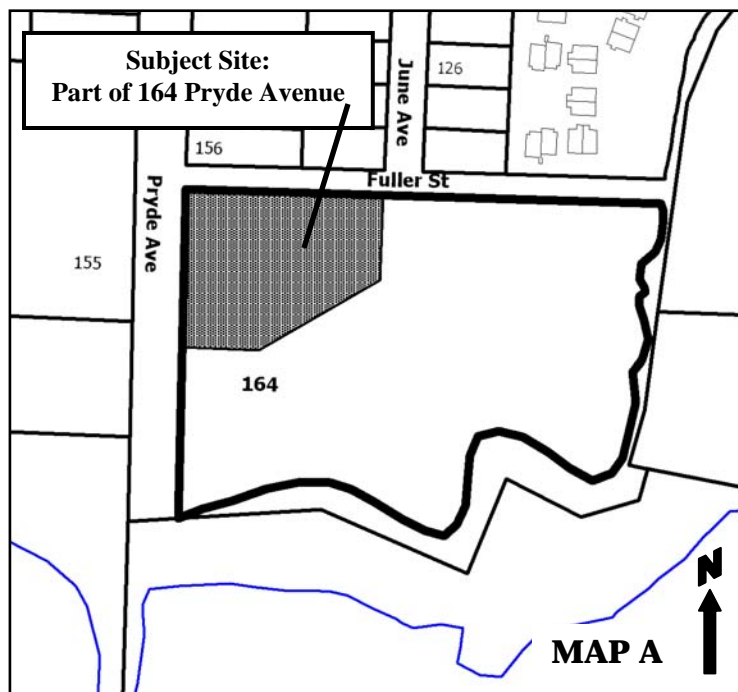 Subject Site:
Part of 164 Pryde Avenue
June Ave
126
156
Fuller St
Pryde Ave
155
164
N
MAP A